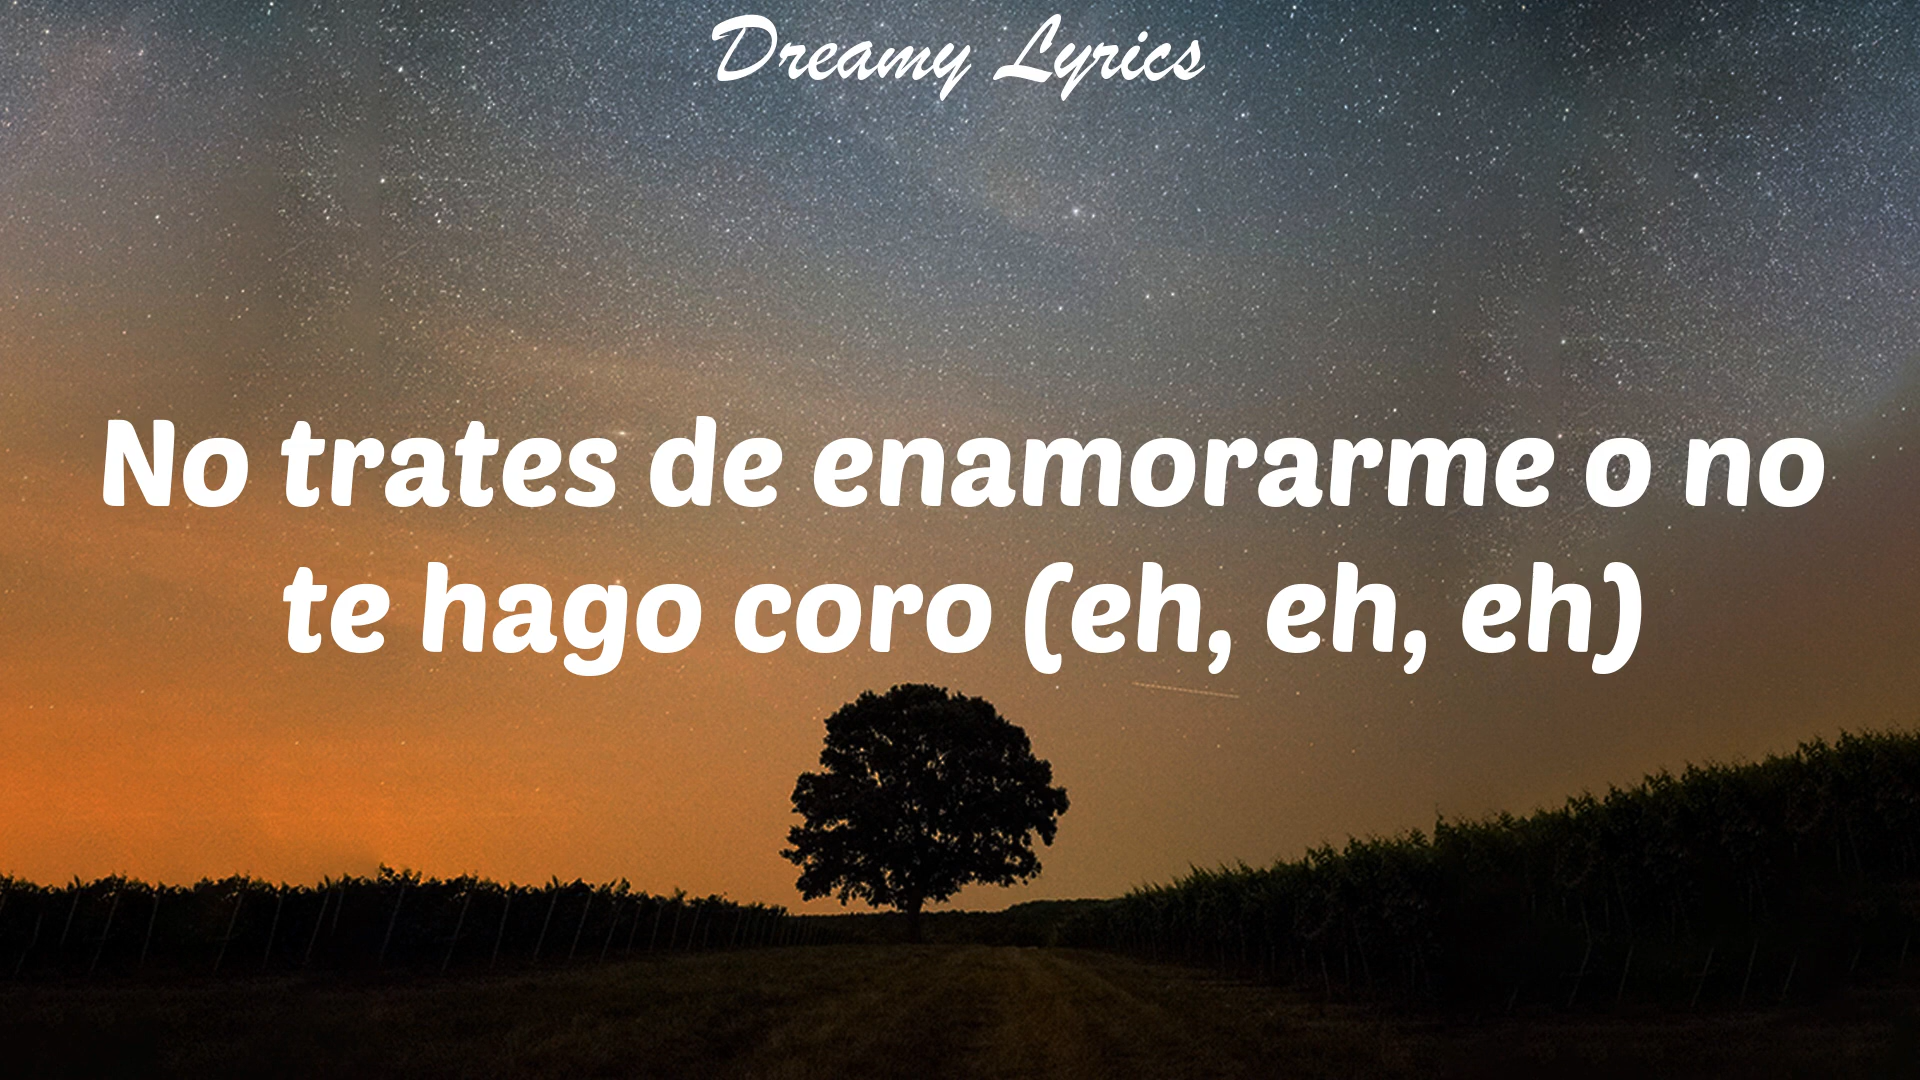 Dreamy Lyrics
No trates de enamorarme o no
te hago coro (eh, eh, eh)